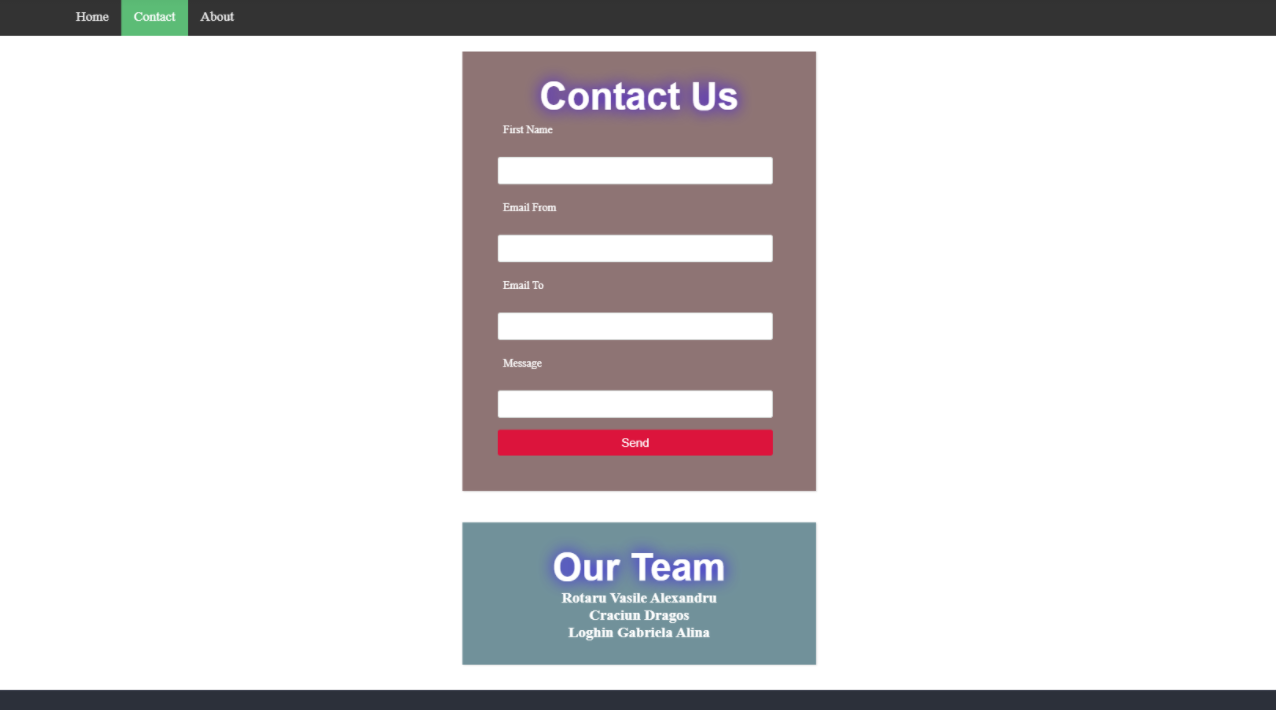 Home Contact About
Contact Us
First Name
Email From
Email To
Message
Send
Our Team
Rotaru Vasile Alexandru
Craciun Dragos
Loghin Gabriela Alina